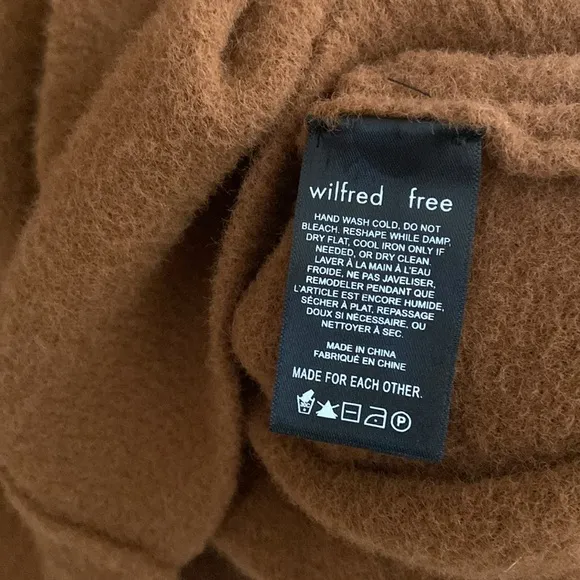 wilfred free
HAND WASH COLD, DO NOT
BLEACH. RESHAPE WHILE DAMP,
DRY FLAT, COOL IRON ONLY IF
NEEDED, OR DRY CLEAN.
LAVER À LA MAIN À L'EAU
FROIDE, NE PAS JAVELISER,
REMODELER PENDANT QUE
L'ARTICLE EST ENCORE HUMIDE,
SÉCHER À PLAT, REPASSAGE
DOUX SI NÉCESSAIRE, OU
NETTOYER À SEC.
MADE IN CHINA
FABRIQUÉ EN CHINE
MADE FOR EACH OTHER.
30C P